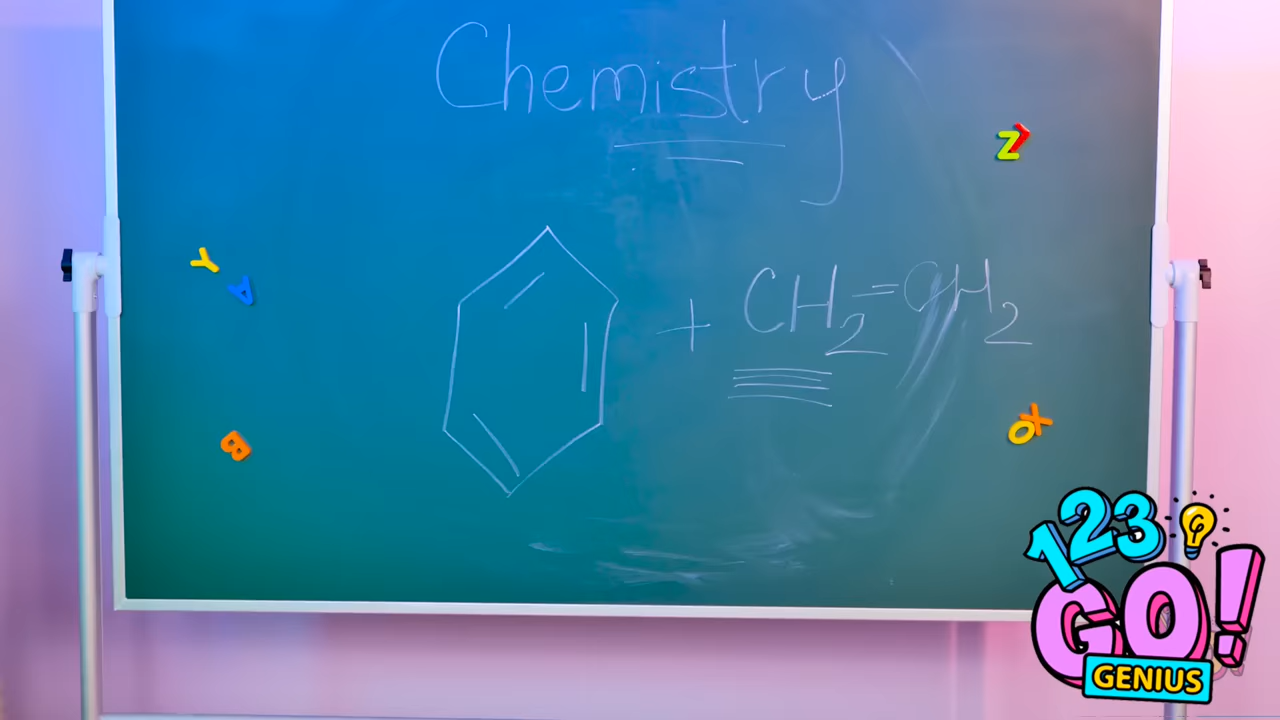 Chemistry
+ CH₂=CH₂
Z
Y
A
B
O X
123
GO!
GENIUS